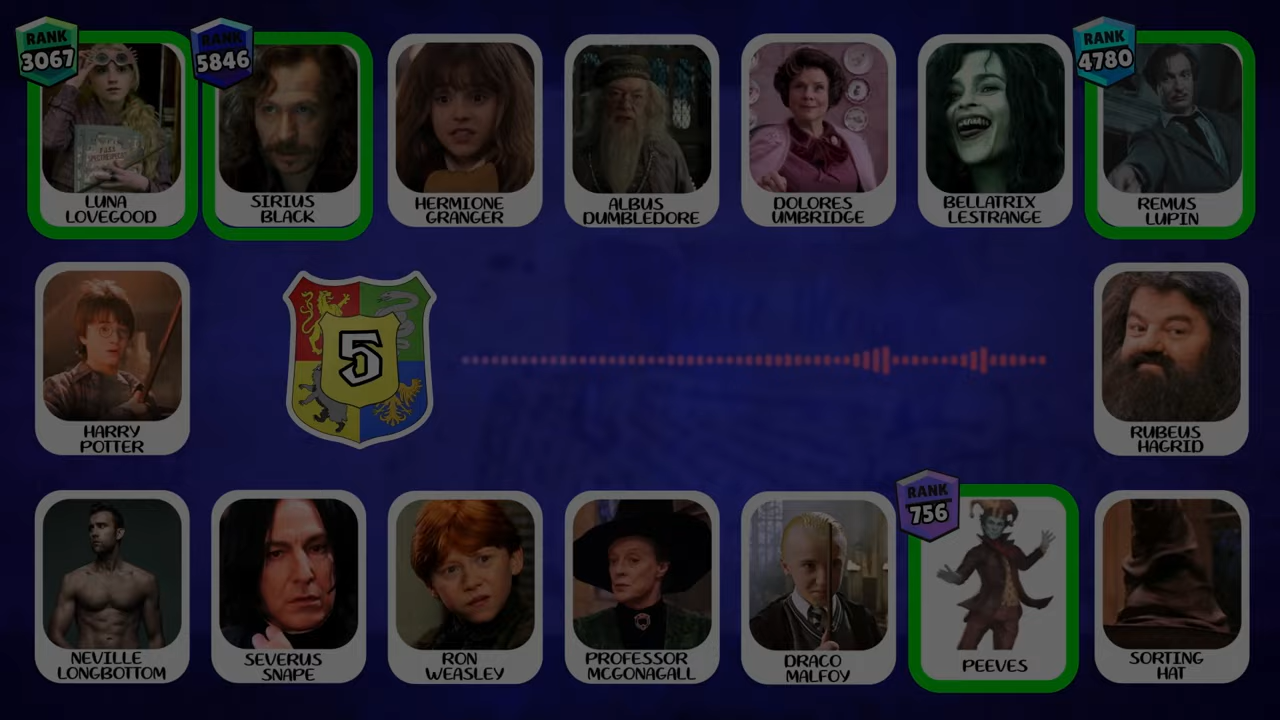 RANK
3067
LUNA
LOVEGOOD
RANK
5846
SIRIUS
BLACK
HERMIONE
GRANGER
ALBUS
DUMBLEDORE
DOLORES
UMBRIDGE
BELLATRIX
LESTRANGE
RANK
4780
REMUS
LUPIN
HARRY
POTTER
5
RUBEUS
HAGRID
NEVILLE
LONGBOTTOM
SEVERUS
SNAPE
RON
WEASLEY
PROFESSOR
MCGONAGALL
DRACO
MALFOY
RANK
756
PEEVES
SORTING
HAT